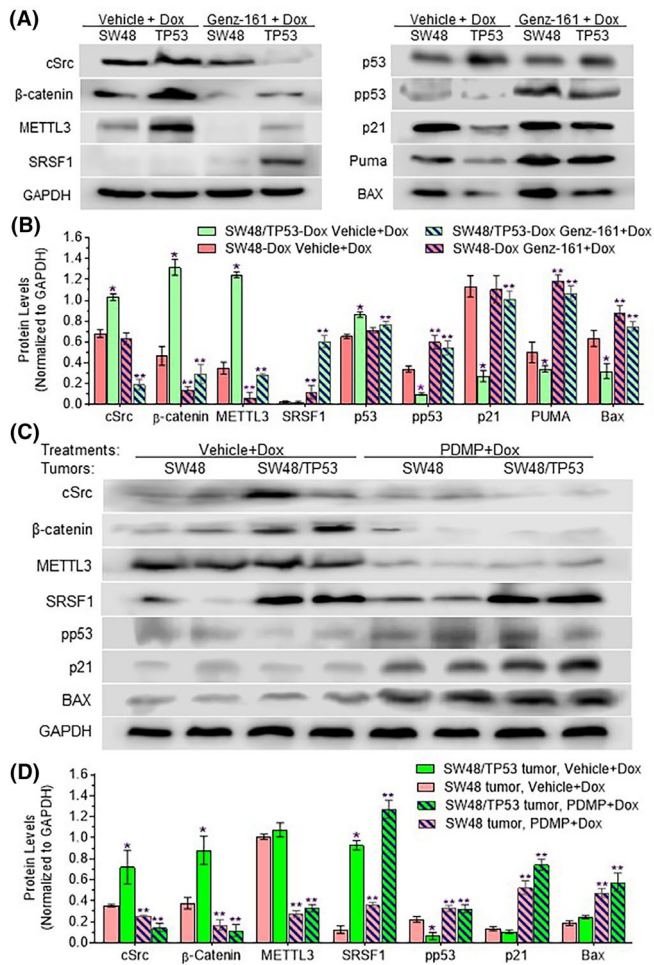 (A)
Vehicle + Dox Genz-161 + Dox
SW48 TP53 SW48 TP53
cSrc
β-catenin
METTL3
SRSF1
GAPDH
Vehicle + Dox Genz-161 + Dox
SW48 TP53 SW48 TP53
p53
pp53
p21
Puma
BAX
(B)
SW48/TP53-Dox Vehicle+Dox SW48/TP53-Dox Genz-161+Dox
SW48-Dox Vehicle+Dox SW48-Dox Genz-161+Dox
Protein Levels
(Normalized to GAPDH)
1.6
1.4
1.2
1.0
0.8
0.6
0.4
0.2
0.0
* ** * ** ** * ** ** ** ** * * ** ** * ** * ** ** * ** **
cSrc β-catenin METTL3 SRSF1 p53 pp53 p21 PUMA Bax
(C)
Treatments: Vehicle+Dox PDMP+Dox
Tumors: SW48 SW48/TP53 SW48 SW48/TP53
cSrc
β-catenin
METTL3
SRSF1
pp53
p21
BAX
GAPDH
(D)
SW48/TP53 tumor, Vehicle+Dox
SW48 tumor, Vehicle+Dox
SW48/TP53 tumor, PDMP+Dox
SW48 tumor, PDMP+Dox
Protein Levels
(Normalized to GAPDH)
1.6
1.4
1.2
1.0
0.8
0.6
0.4
0.2
0.0
* ** ** * ** ** ** ** * ** ** * ** ** ** ** ** **
cSrc β-Catenin METTL3 SRSF1 pp53 p21 Bax